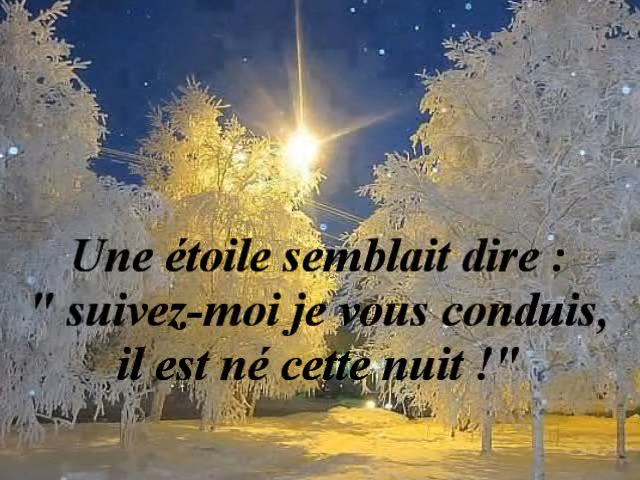 Une étoile semblait dire :
" suivez-moi je vous conduis,
il est né cette nuit !"